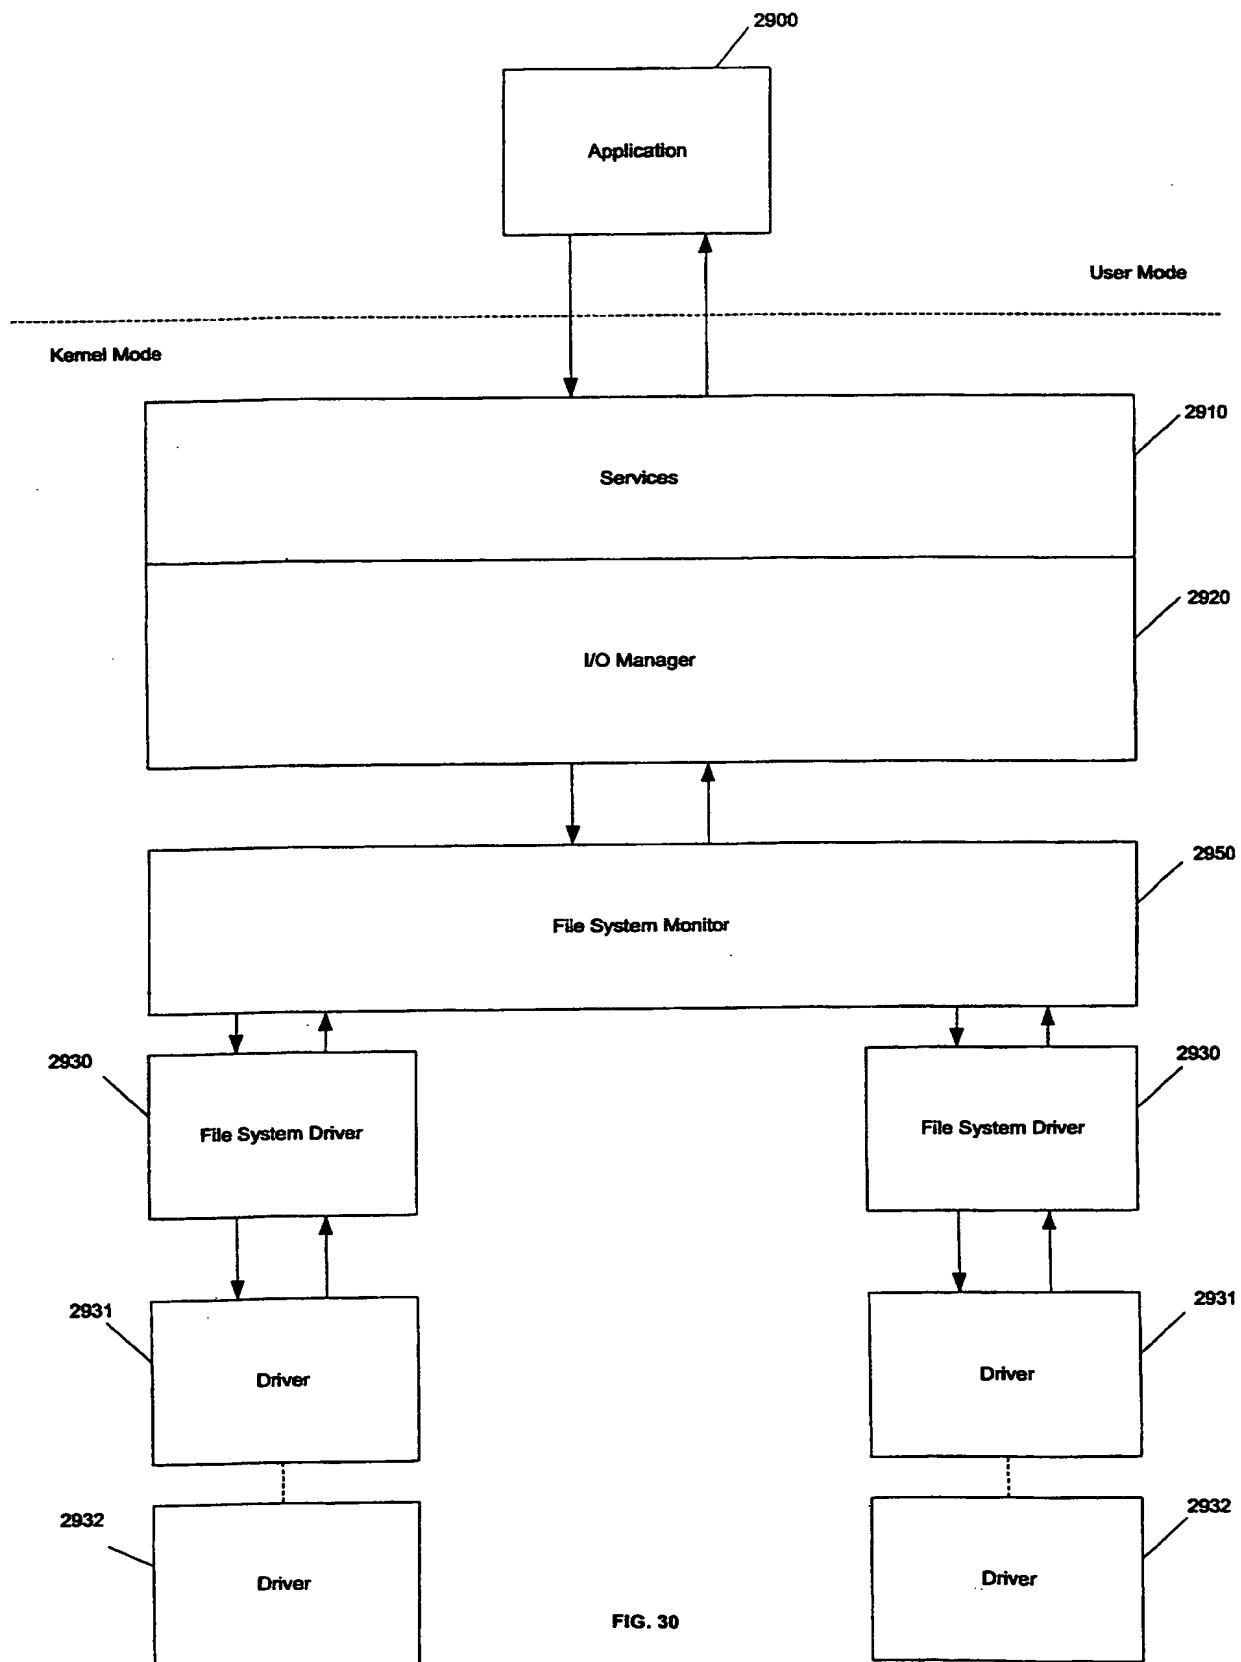 2900
Application
User Mode
Kernel Mode
2910
Services
2920
I/O Manager
2950
File System Monitor
2930
2930
File System Driver
File System Driver
2931
2931
Driver
Driver
2932
2932
Driver
Driver
FIG. 30